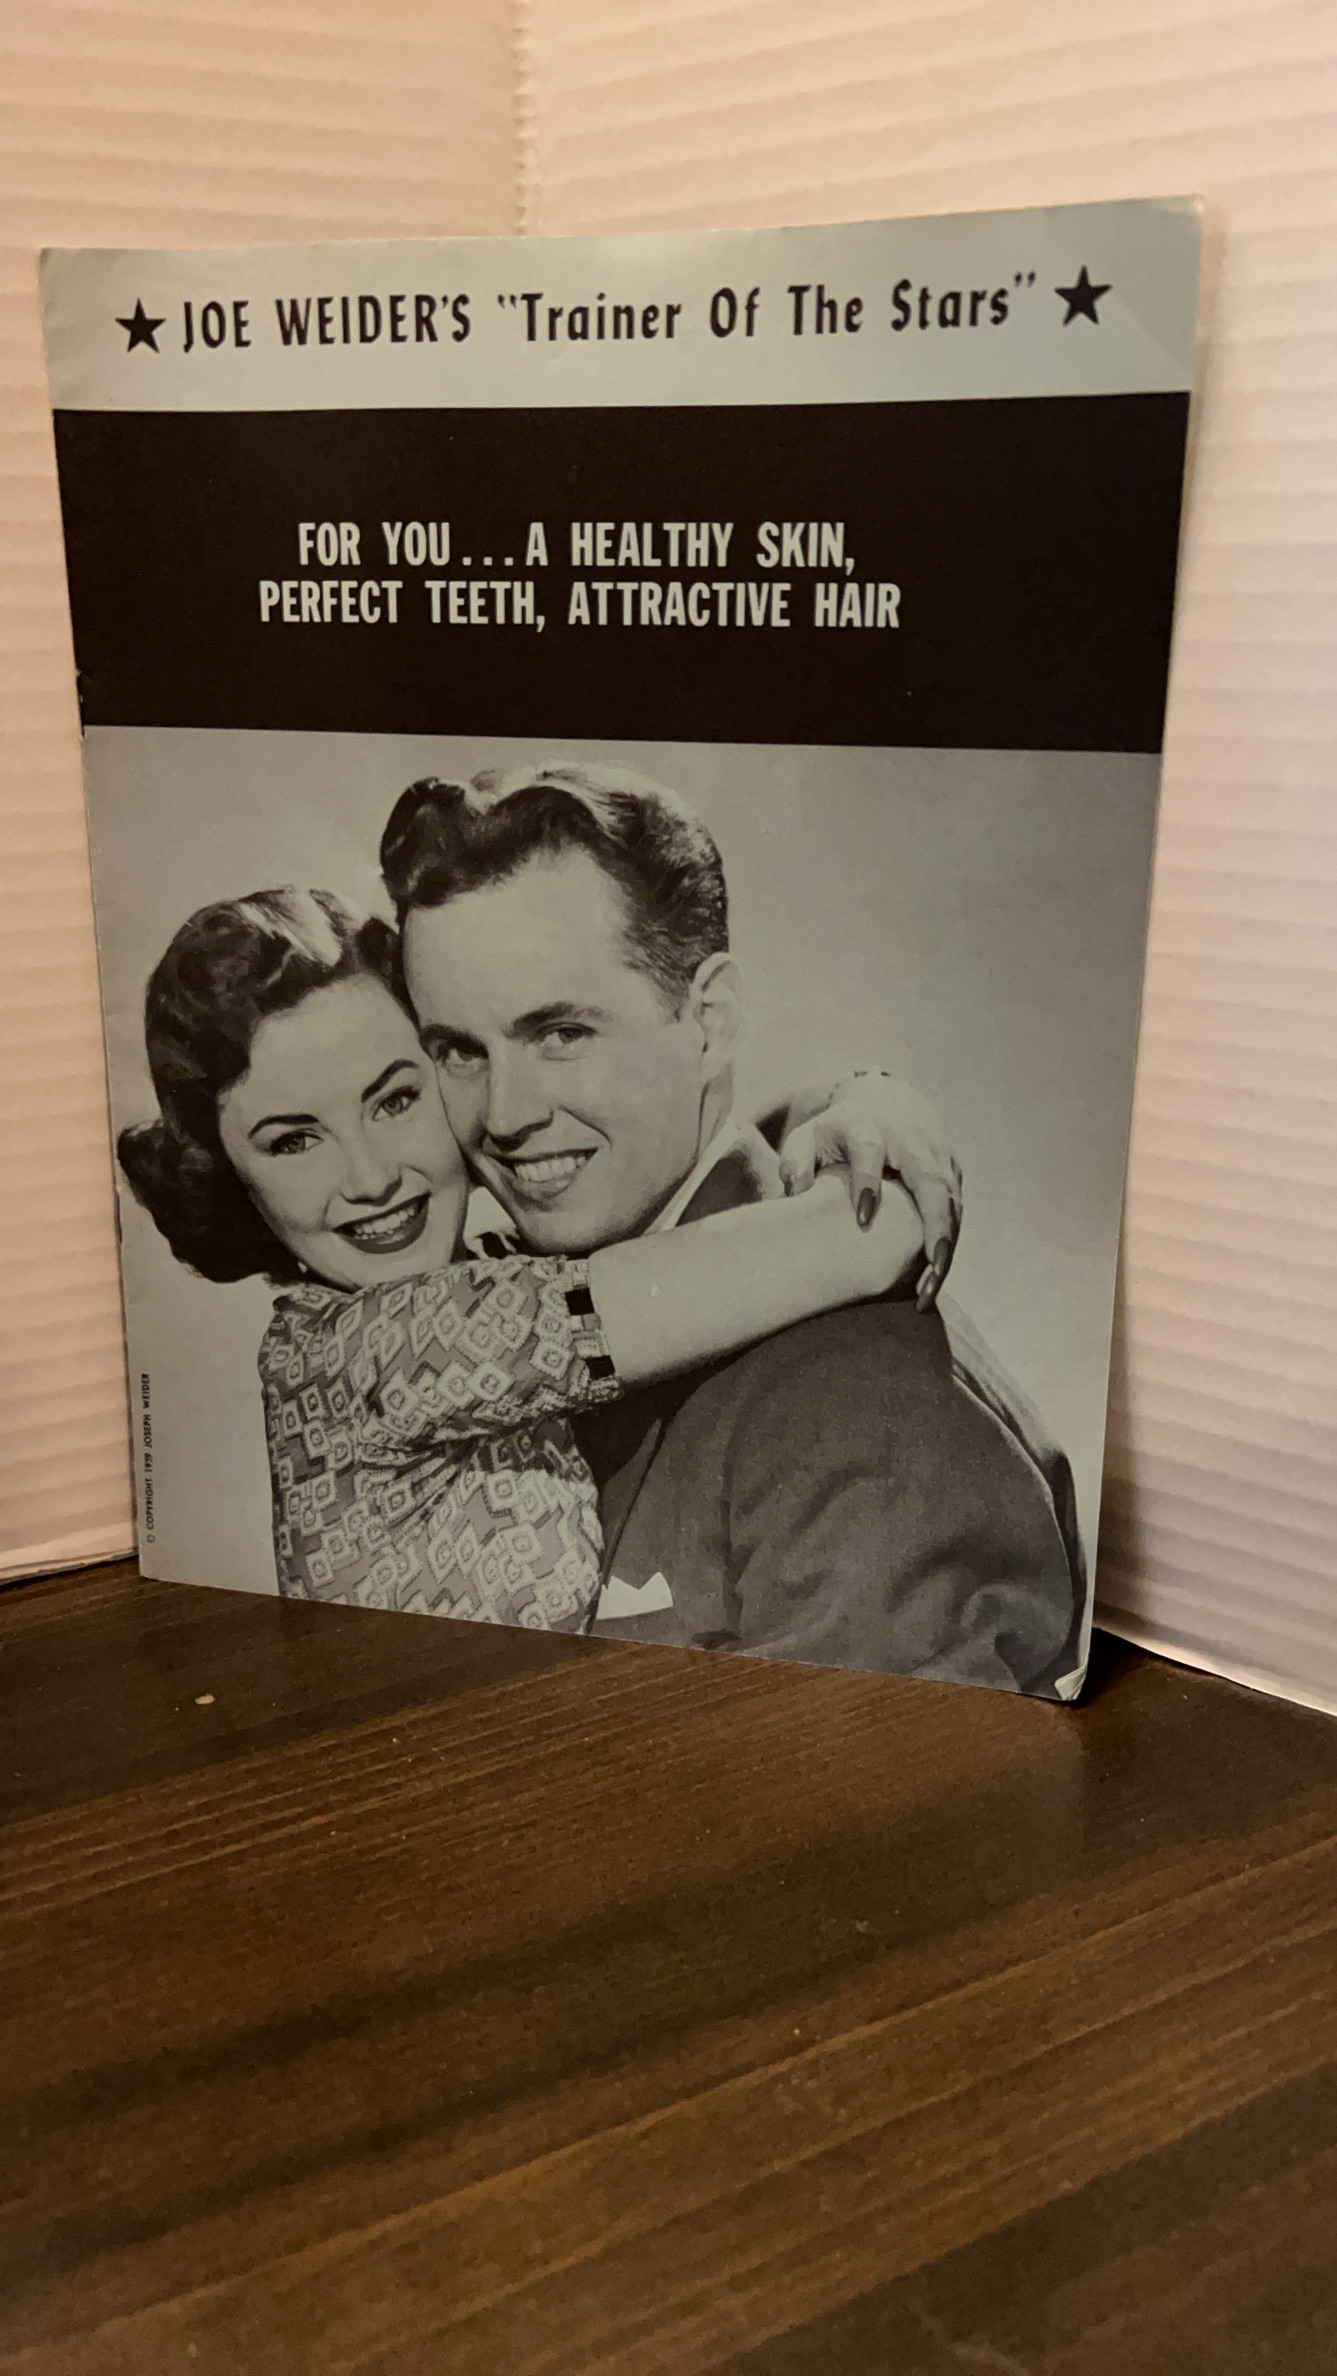 ★ JOE WEIDER'S "Trainer Of The Stars" ★
FOR YOU...A HEALTHY SKIN,
PERFECT TEETH, ATTRACTIVE HAIR
© COPYRIGHT 1959 JOSEPH WEIDER